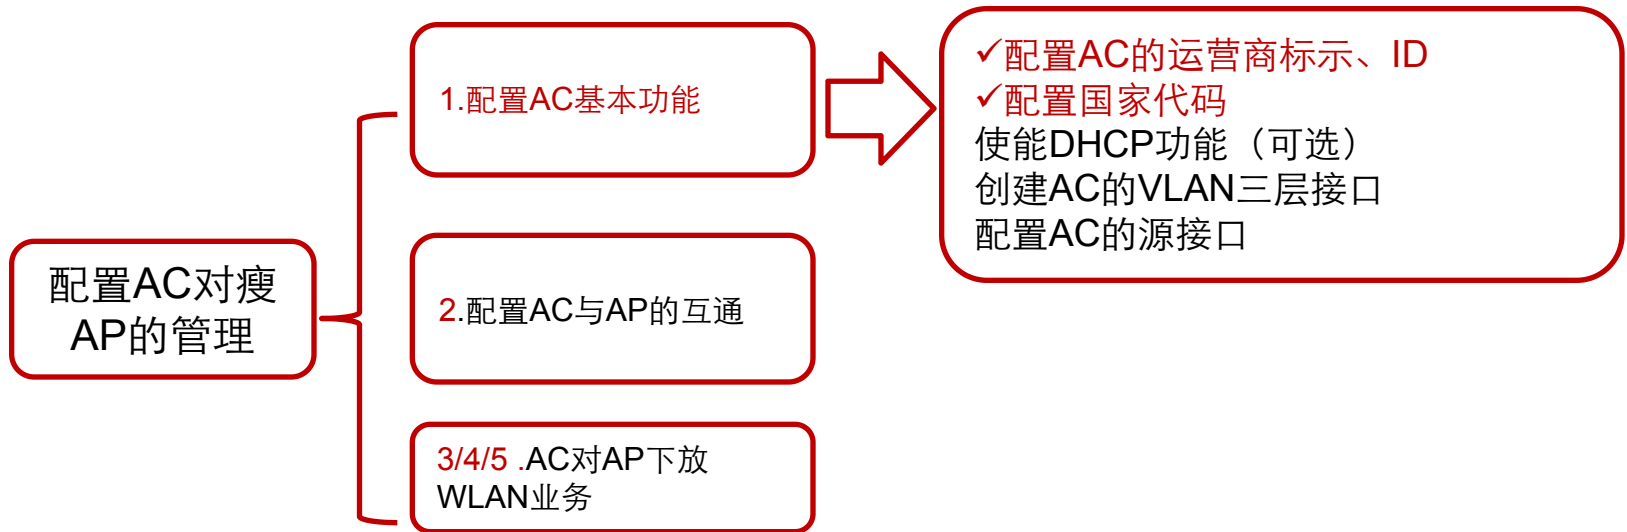 配置AC对瘦
AP的管理
1.配置AC基本功能
2.配置AC与AP的互通
3/4/5 .AC对AP下放
WLAN业务
✓配置AC的运营商标示、ID
✓配置国家代码
使能DHCP功能（可选）
创建AC的VLAN三层接口
配置AC的源接口